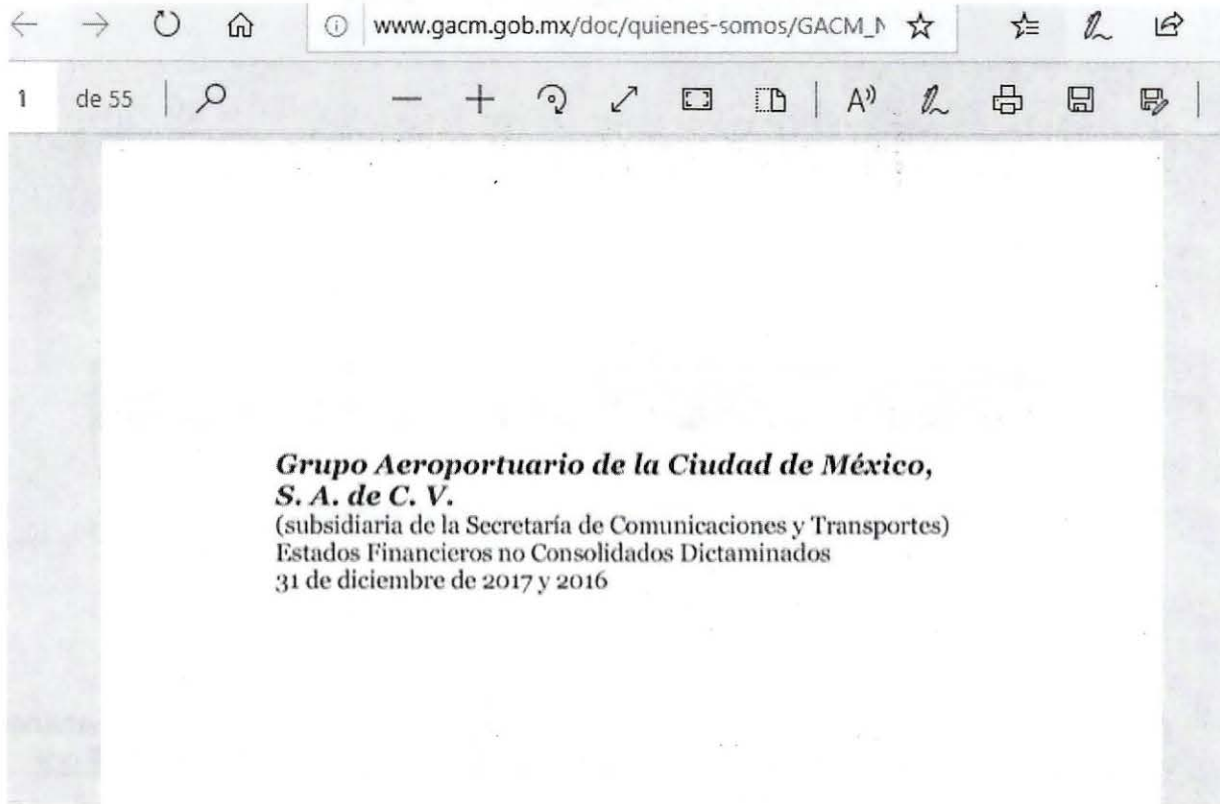 www.gacm.gob.mx/doc/quienes-somos/GACM_N
1 de 55
A
Grupo Aeroportuario de la Ciudad de México,
S. A. de C. V.
(subsidiaria de la Secretaría de Comunicaciones y Transportes)
Estados Financieros no Consolidados Dictaminados
31 de diciembre de 2017 y 2016